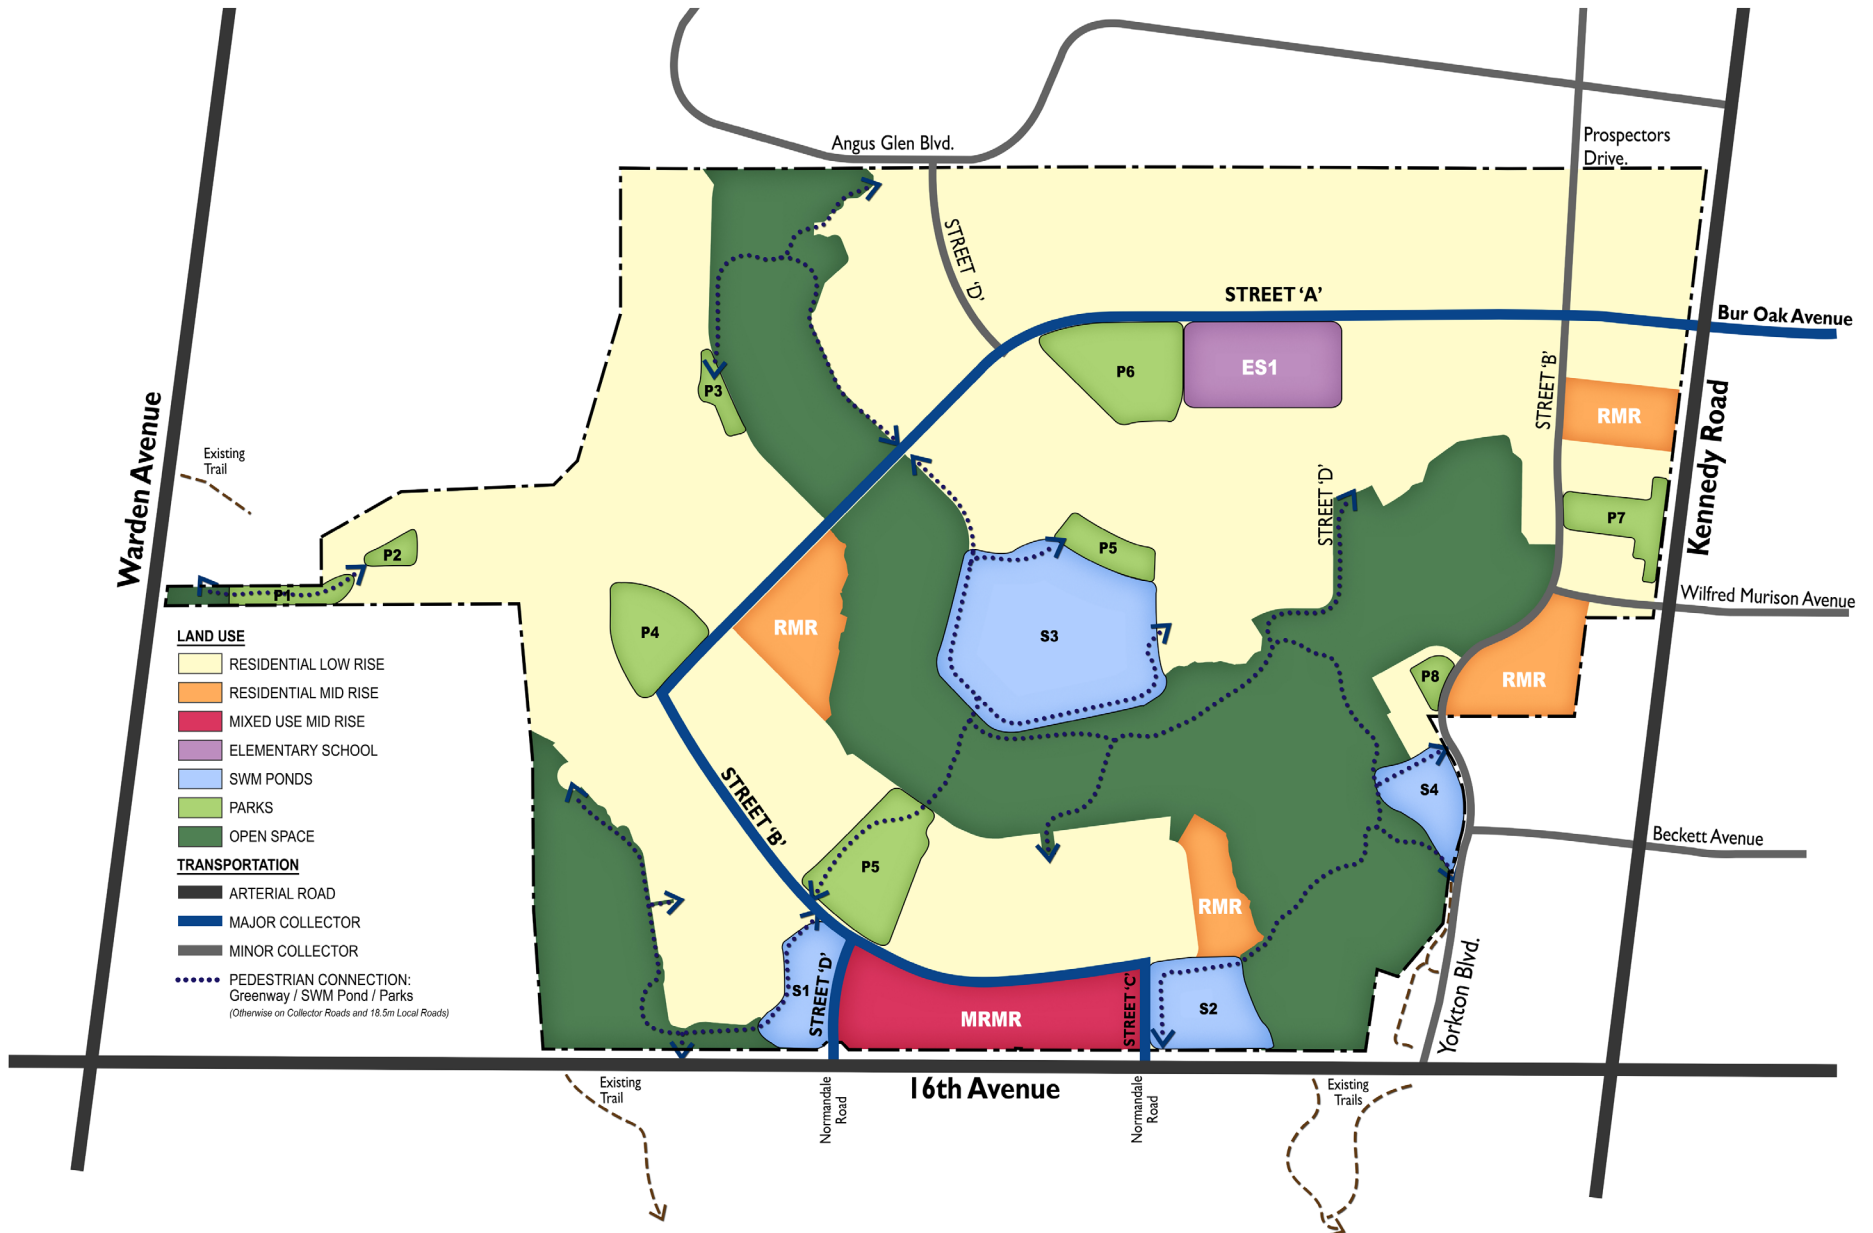 Angus Glen Blvd.
Prospectors
Drive.
STREET 'D'
STREET 'A'
Bur Oak Avenue
P6
ES1
P3
STREET 'B'
RMR
Kennedy Road
Warden Avenue
Existing
Trail
STREET 'D'
P7
P2
P5
P1
Wilfred Murison Avenue
P4
RMR
S3
P8
RMR
LAND USE
RESIDENTIAL LOW RISE
RESIDENTIAL MID RISE
MIXED USE MID RISE
ELEMENTARY SCHOOL
SWM PONDS
PARKS
OPEN SPACE
TRANSPORTATION
ARTERIAL ROAD
MAJOR COLLECTOR
MINOR COLLECTOR
PEDESTRIAN CONNECTION:
Greenway / SWM Pond / Parks
(Otherwise on Collector Roads and 18.5m Local Roads)
STREET 'B'
S4
Beckett Avenue
P5
RMR
S1
STREET 'D'
MRMR
STREET 'C'
S2
Yorkton Blvd.
16th Avenue
Existing
Trail
Normandale
Road
Normandale
Road
Existing
Trails